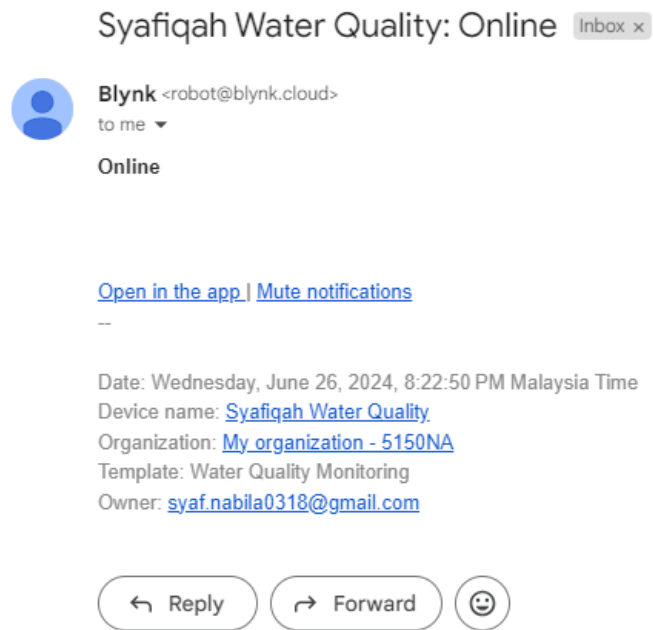 Syafiqah Water Quality: Online Inbox ×
Blynk <robot@blynk.cloud>
to me
Online
Open in the app | Mute notifications
--
Date: Wednesday, June 26, 2024, 8:22:50 PM Malaysia Time
Device name: Syafiqah Water Quality
Organization: My organization - 5150NA
Template: Water Quality Monitoring
Owner: syaf.nabila0318@gmail.com
Reply Forward